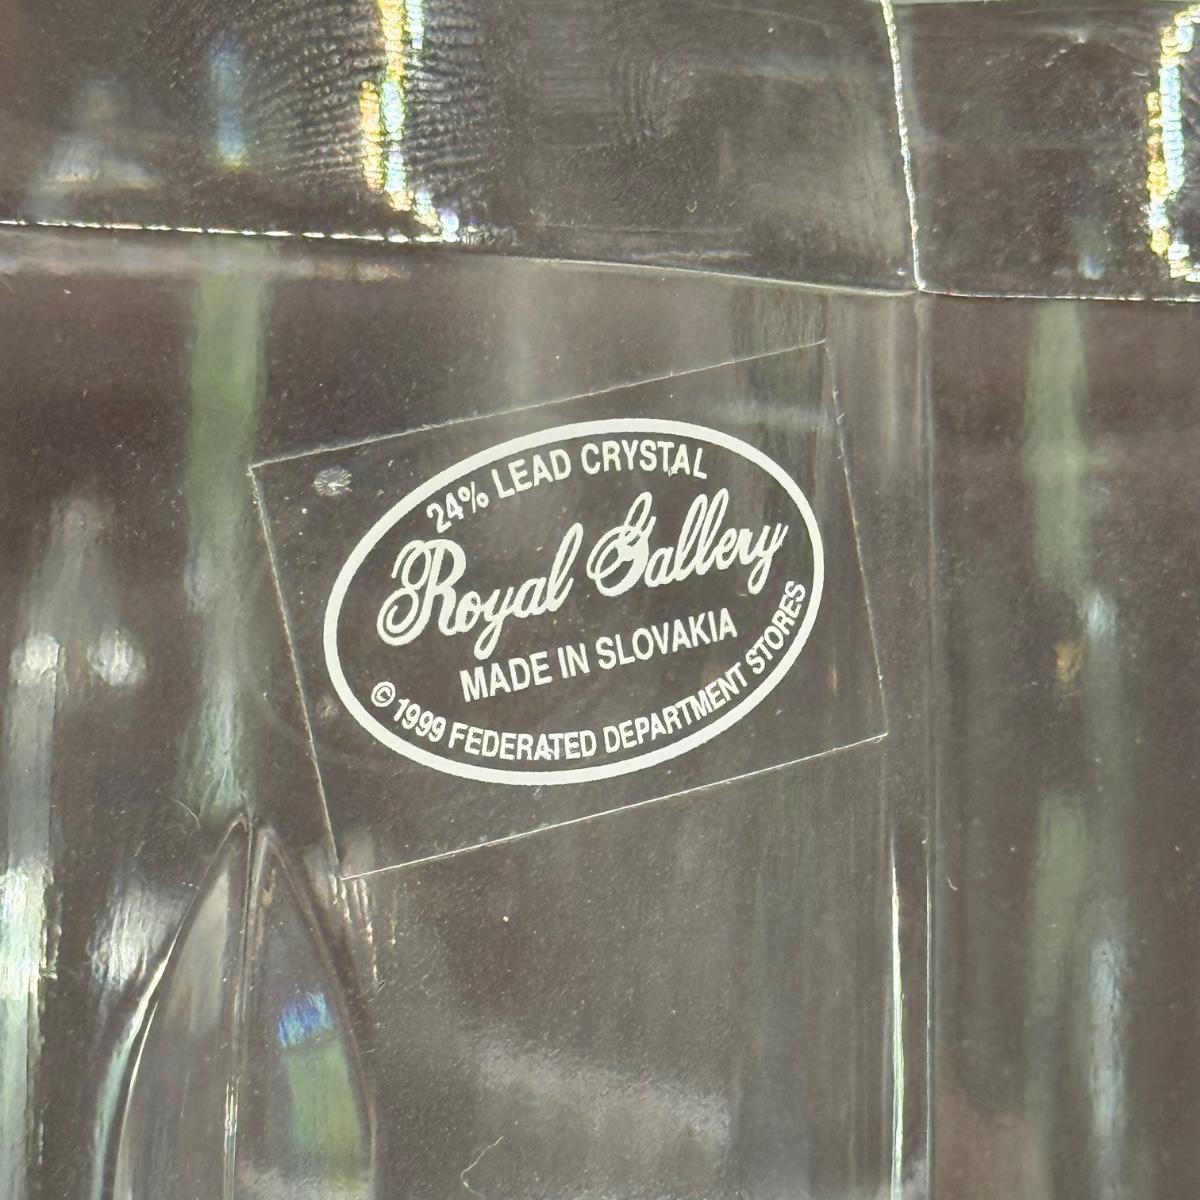 24% LEAD CRYSTAL
Royal Gallery
MADE IN SLOVAKIA
© 1999 FEDERATED DEPARTMENT STORES